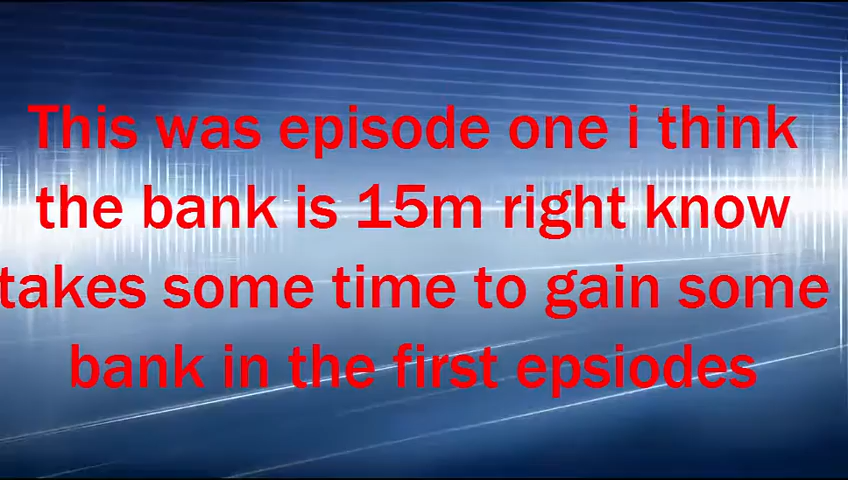 This was episode one i think
the bank is 15m right know
takes some time to gain some
bank in the first epsiodes